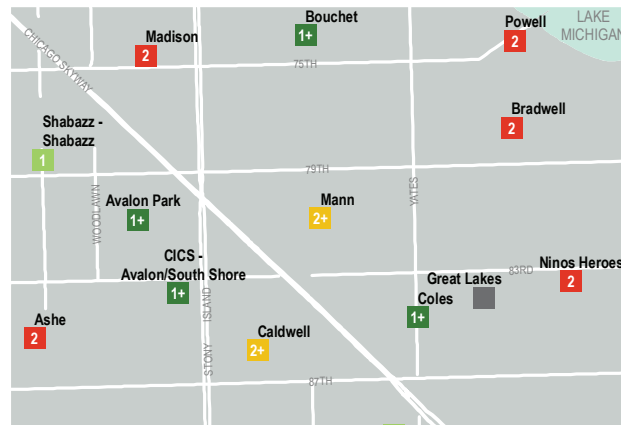 LAKE
MICHIGAN
Bouchet
1+
Powell
2
Madison
2
CHICAGO SKYWAY
75TH
Bradwell
2
Shabazz -
Shabazz
1
79TH
YATES
WOODLAWN
Avalon Park
1+
Mann
2+
CICS -
Avalon/South Shore
1+
83RD
Ninos Heroes
2
Great Lakes
Coles
1+
STONY ISLAND
Ashe
2
Caldwell
2+
87TH